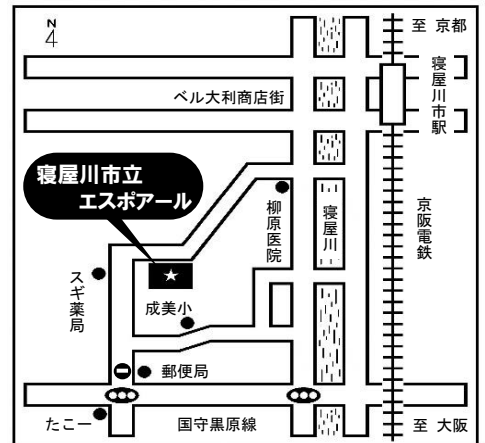 N
至 京都
寝屋川市駅
ベル大利商店街
寝屋川市立
エスポアール
柳原医院
寝屋川
京阪電鉄
スギ薬局
成美小
郵便局
たこ一
国守黒原線
至 大阪